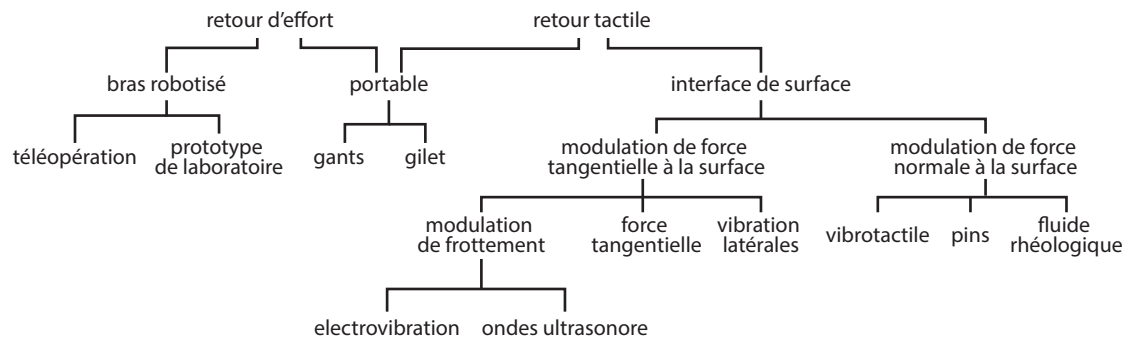 retour d'effort
retour tactile
bras robotisé
portable
interface de surface
téléopération
prototype
de laboratoire
gants
gilet
modulation de force
tangentielle à la surface
modulation de force
normale à la surface
modulation
de frottement
force
tangentielle
vibration
latérales
vibrotactile
pins
fluide
rhéologique
electrovibration
ondes ultrasonore